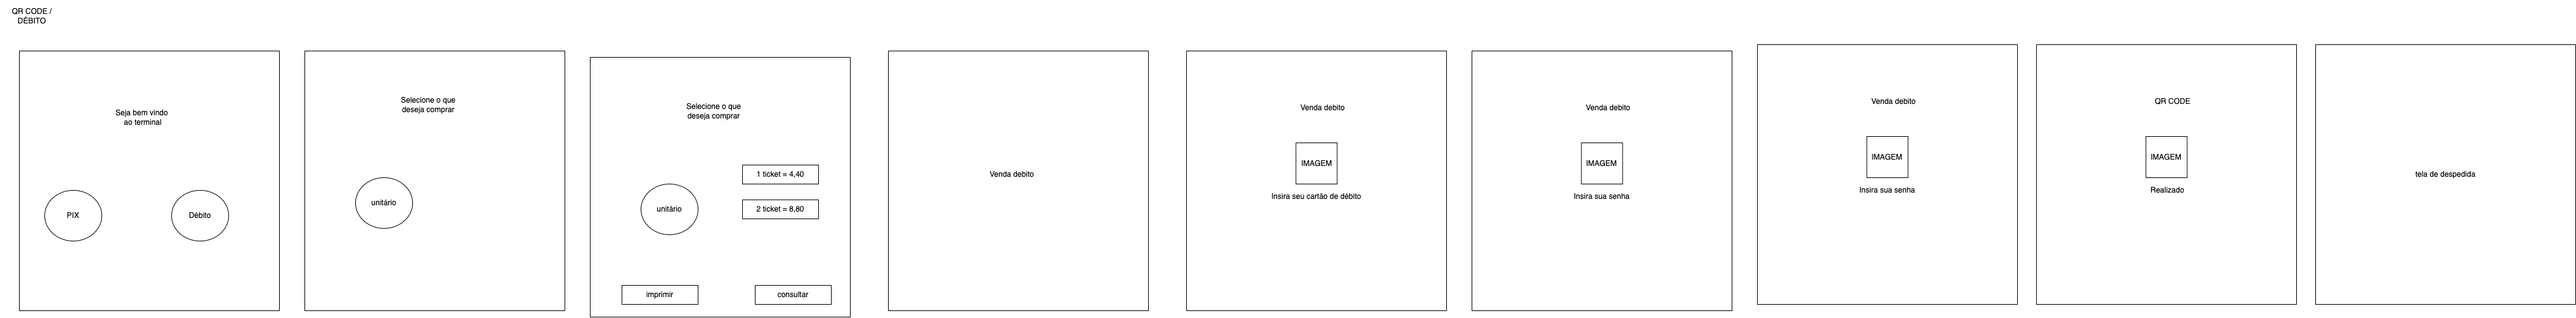 QR CODE /
DÉBITO
Seja bem vindo
ao terminal
PIX
Débito
Selecione o que
deseja comprar
unitário
Selecione o que
deseja comprar
1 ticket = 4,40
unitário
2 ticket = 8,80
imprimir
consultar
Venda debito
Venda debito
IMAGEM
Insira seu cartão de débito
Venda debito
IMAGEM
Insira sua senha
Venda debito
IMAGEM
Insira sua senha
QR CODE
IMAGEM
Realizado
tela de despedida